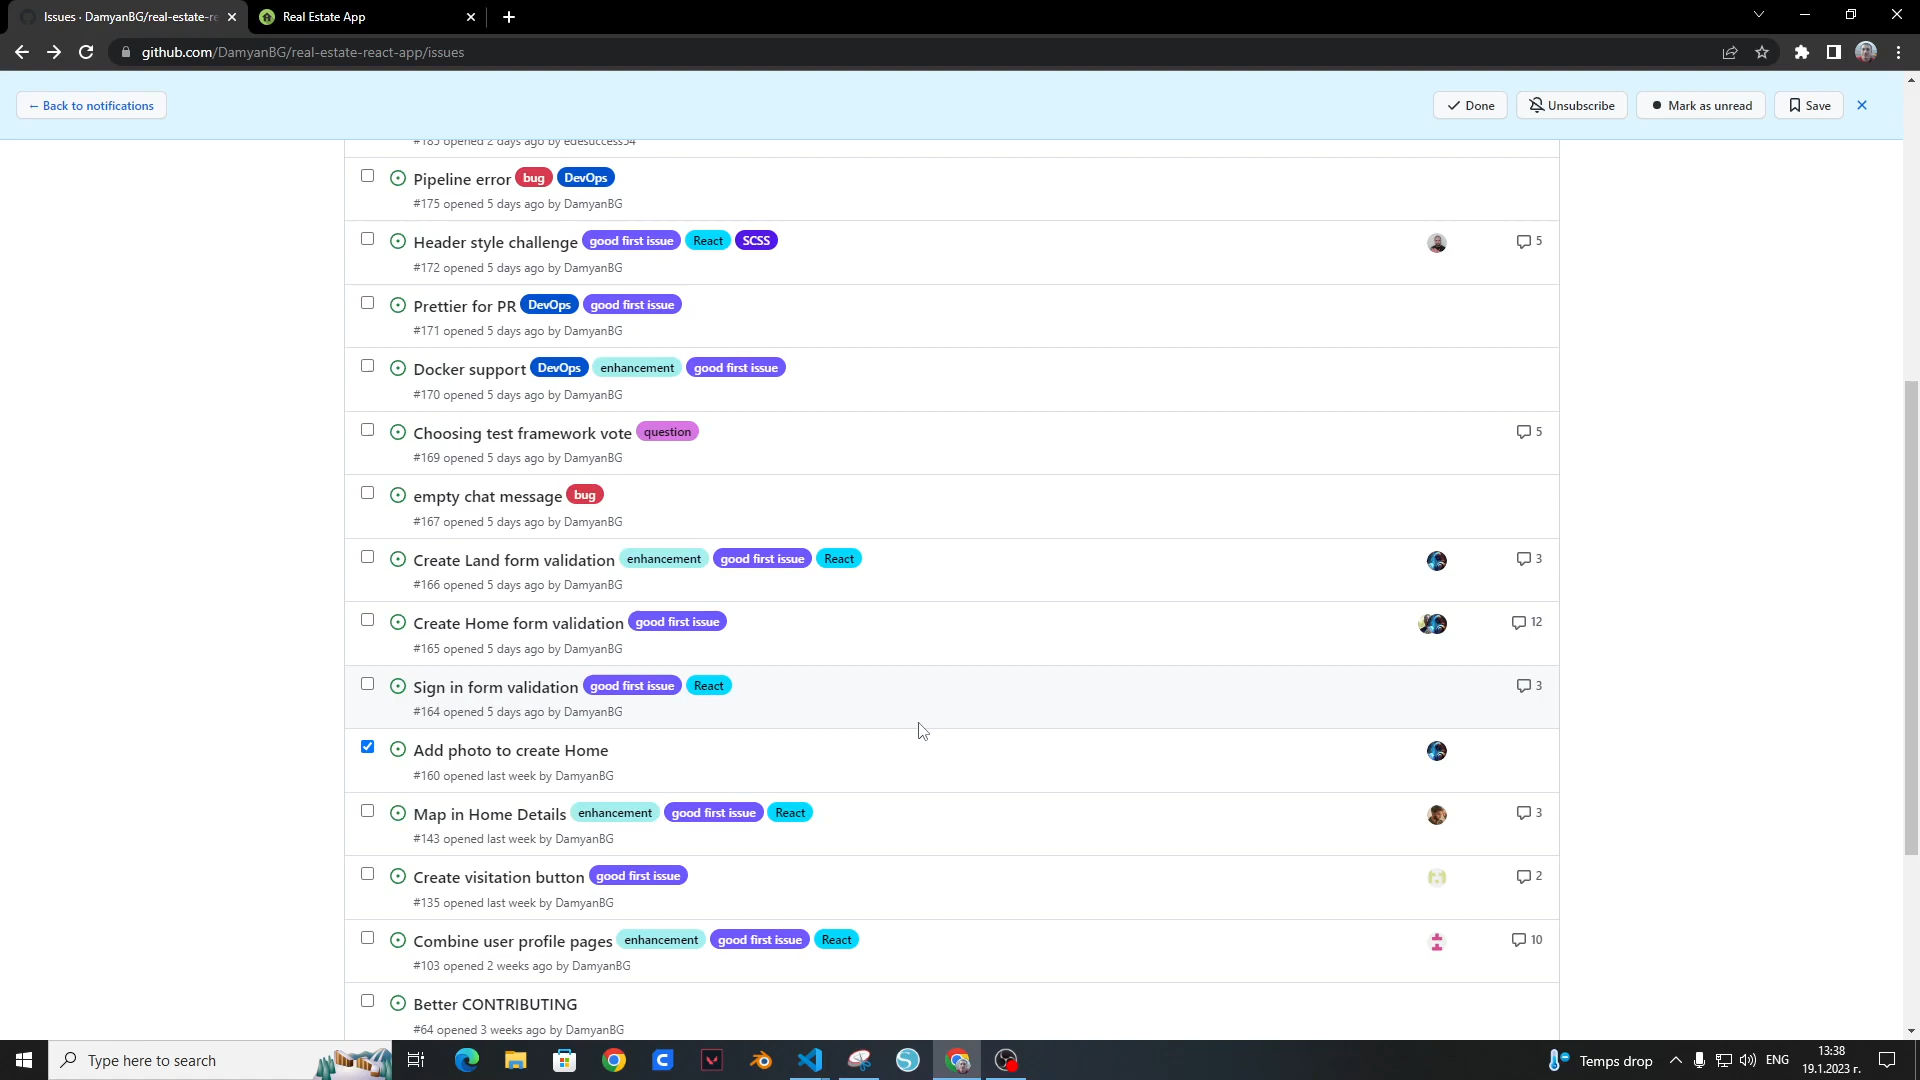 Issues · DamyanBG/real-estate-re
Real Estate App
github.com/DamyanBG/real-estate-react-app/issues
← Back to notifications
Done
Unsubscribe
Mark as unread
Save
#185 opened 2 days ago by edesuccess54
Pipeline error bug DevOps
#175 opened 5 days ago by DamyanBG
Header style challenge good first issue React SCSS 5
#172 opened 5 days ago by DamyanBG
Prettier for PR DevOps good first issue
#171 opened 5 days ago by DamyanBG
Docker support DevOps enhancement good first issue
#170 opened 5 days ago by DamyanBG
Choosing test framework vote question 5
#169 opened 5 days ago by DamyanBG
empty chat message bug
#167 opened 5 days ago by DamyanBG
Create Land form validation enhancement good first issue React 3
#166 opened 5 days ago by DamyanBG
Create Home form validation good first issue 12
#165 opened 5 days ago by DamyanBG
Sign in form validation good first issue React 3
#164 opened 5 days ago by DamyanBG
Add photo to create Home
#160 opened last week by DamyanBG
Map in Home Details enhancement good first issue React 3
#143 opened last week by DamyanBG
Create visitation button good first issue 2
#135 opened last week by DamyanBG
Combine user profile pages enhancement good first issue React 10
#103 opened 2 weeks ago by DamyanBG
Better CONTRIBUTING
#64 opened 3 weeks ago by DamyanBG
Type here to search
Temps drop
ENG
13:38
19.1.2023 г.